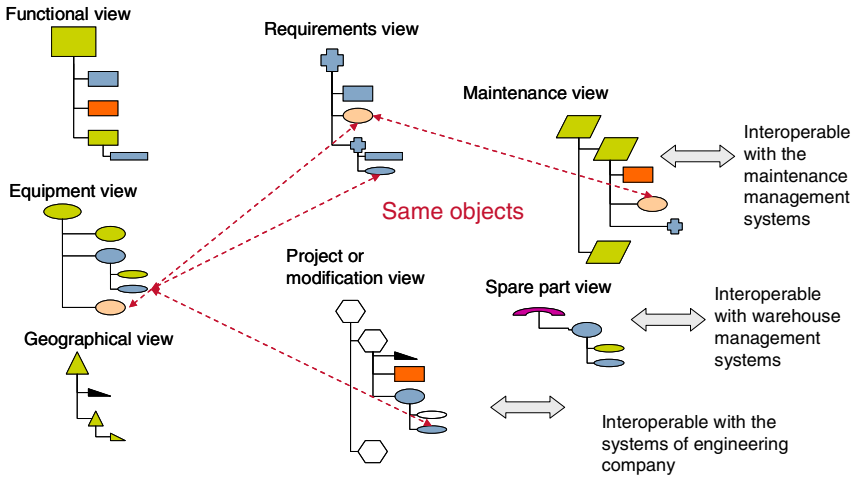 Functional view
Requirements view
Maintenance view
Interoperable
with the
maintenance
management
systems
Equipment view
Same objects
Project or
modification view
Spare part view
Interoperable
with warehouse
management
systems
Geographical view
Interoperable with the
systems of engineering
company